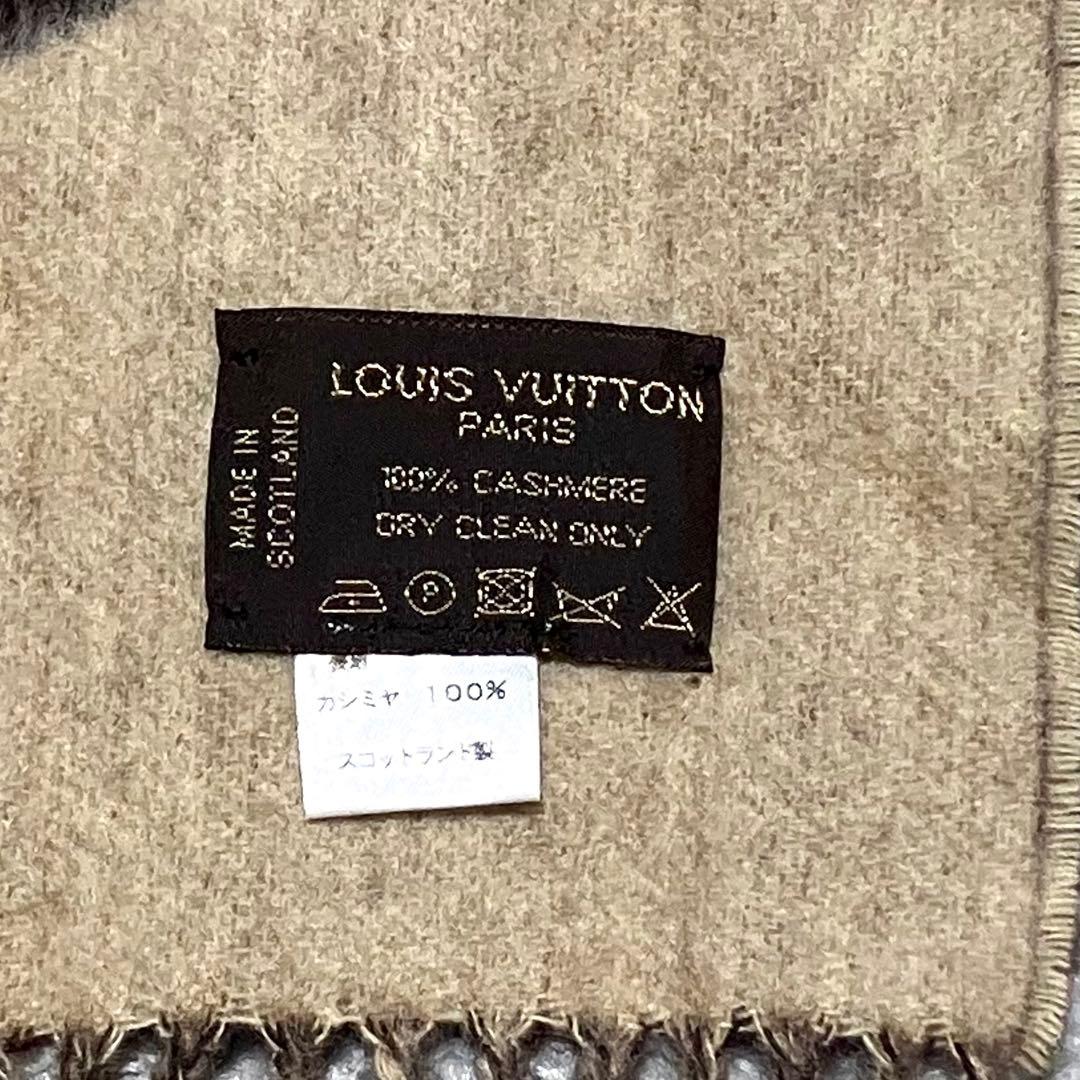 LOUIS VUITTON
PARIS
100% CASHMERE
DRY CLEAN ONLY
MADE IN
SCOTLAND
P
カシミヤ 100%
スコットランド製